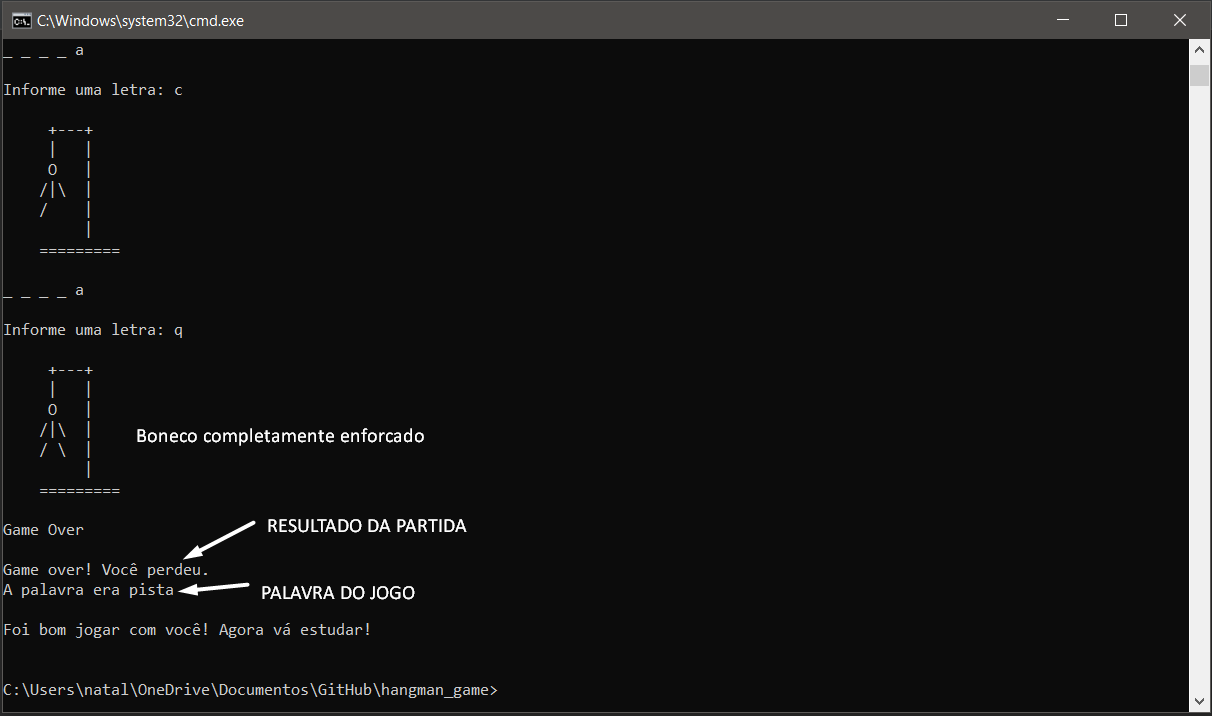 C:\Windows\system32\cmd.exe
_ _ _ _ a
Informe uma letra: c
+---+
|   |
O   |
/|\  |
/    |
|
=========
_ _ _ _ a
Informe uma letra: q
+---+
|   |
O   |
/|\  |
/ \  |
|
=========
Boneco completamente enforcado
Game Over
RESULTADO DA PARTIDA
Game over! Você perdeu.
A palavra era pista
PALAVRA DO JOGO
Foi bom jogar com você! Agora vá estudar!
C:\Users\natal\OneDrive\Documentos\GitHub\hangman_game>